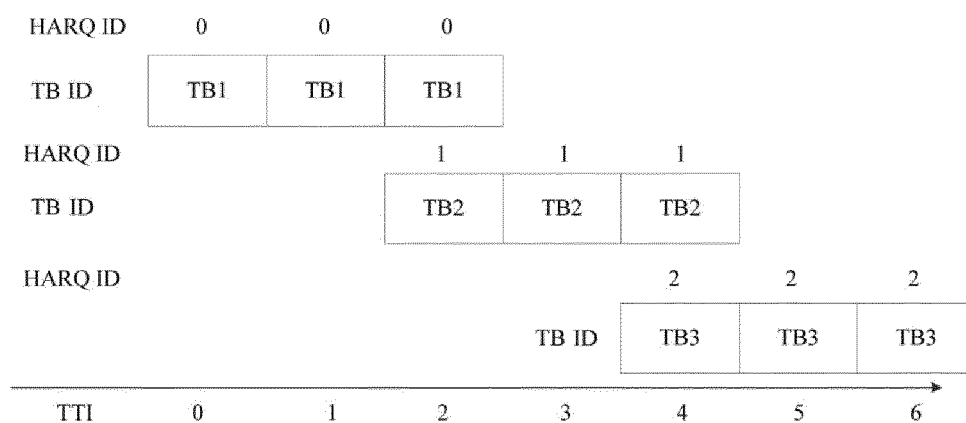 HARQ ID 0 0 0
TB ID TB1 TB1 TB1
HARQ ID 1 1 1
TB ID TB2 TB2 TB2
HARQ ID 2 2 2
TB ID TB3 TB3 TB3
TTI 0 1 2 3 4 5 6